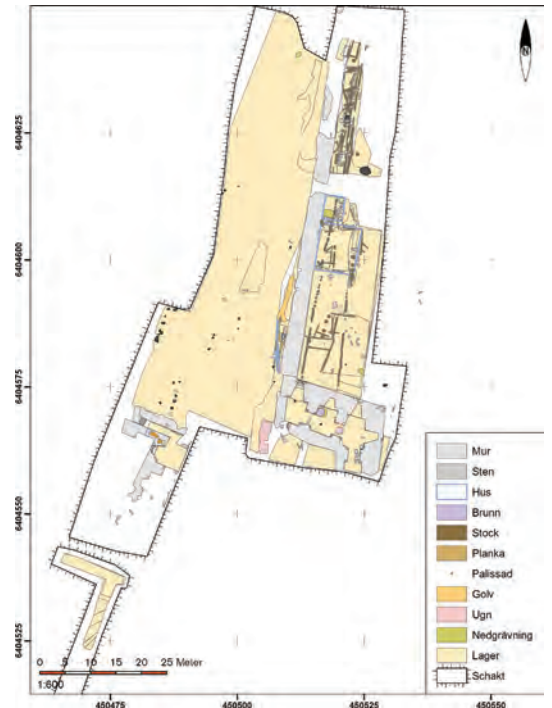 6404625
6404600
6404575
6404550
6404525
Mur
Sten
Hus
Brunn
Stock
Planka
Palissad
Golv
Ugn
Nedgrävning
Lager
Schakt
0 5 10 15 20 25 Meter
1:600
450475 450500 450525 450550